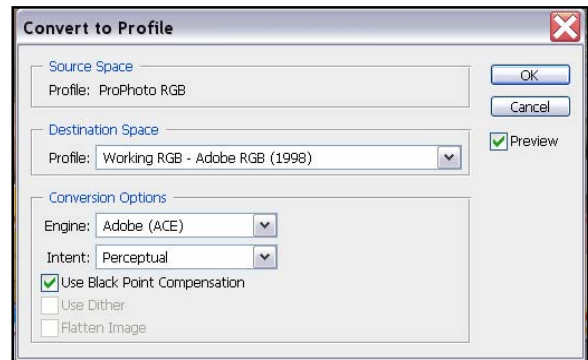 Convert to Profile
Source Space
Profile: ProPhoto RGB
OK
Cancel
Preview
Destination Space
Profile: Working RGB - Adobe RGB (1998)
Conversion Options
Engine: Adobe (ACE)
Intent: Perceptual
Use Black Point Compensation
Use Dither
Flatten Image